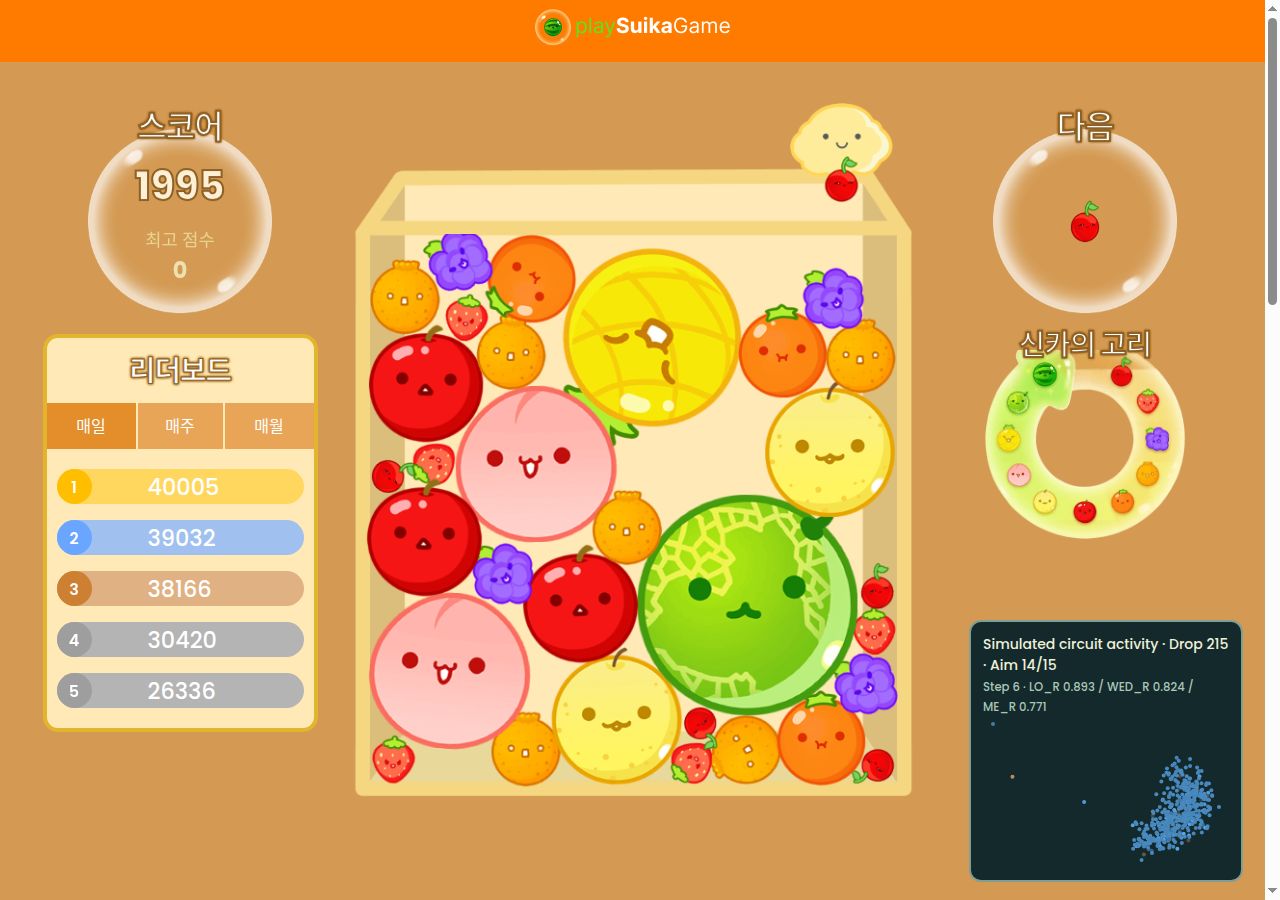 playSuikaGame
스코어
1995
최고 점수
0
리더보드
매일
매주
매월
1
40005
2
39032
3
38166
4
30420
5
26336
다음
신카의 고리
Simulated circuit activity · Drop 215
· Aim 14/15
Step 6 · LO_R 0.893 / WED_R 0.824 /
ME_R 0.771